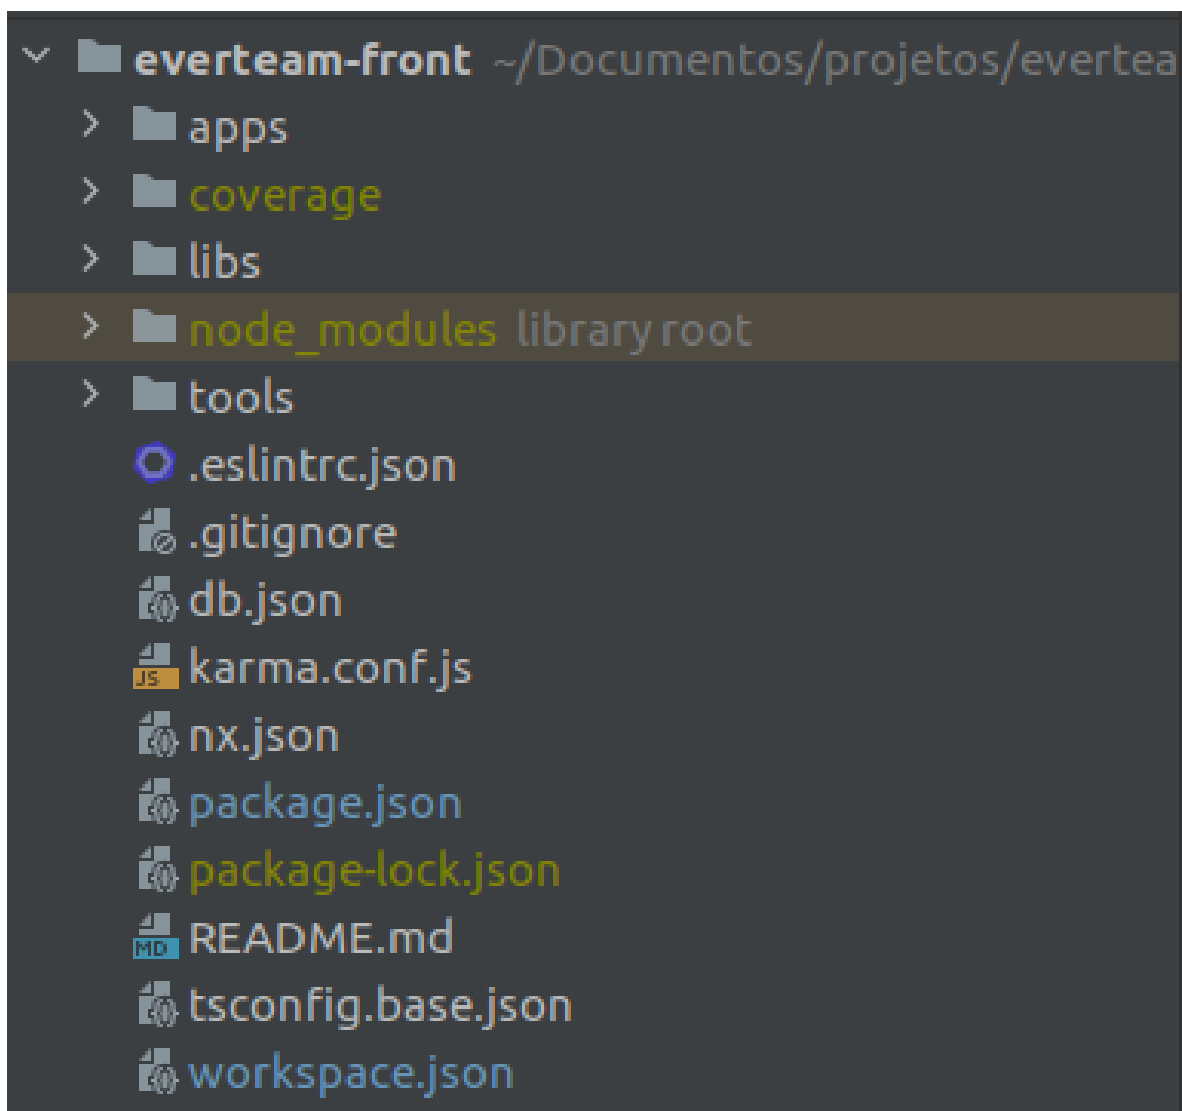 everteam-front ~/Documentos/projetos/evertea
apps
coverage
libs
node_modules library root
tools
.eslintrc.json
.gitignore
db.json
JS karma.conf.js
nx.json
package.json
package-lock.json
MD README.md
tsconfig.base.json
workspace.json